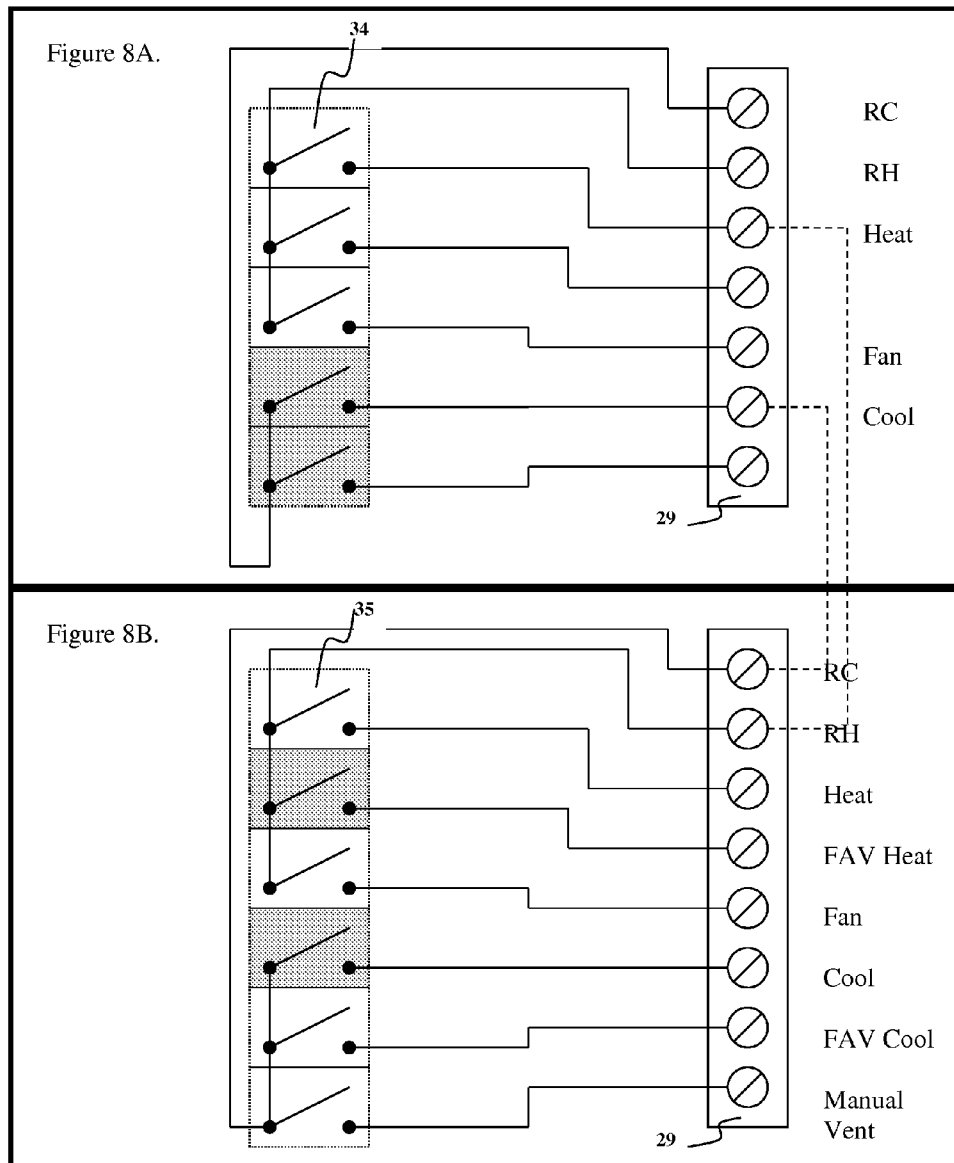 Figure 8A.
34
RC
RH
Heat
Fan
Cool
29
Figure 8B.
35
RC
RH
Heat
FAV Heat
Fan
Cool
FAV Cool
Manual
Vent
29